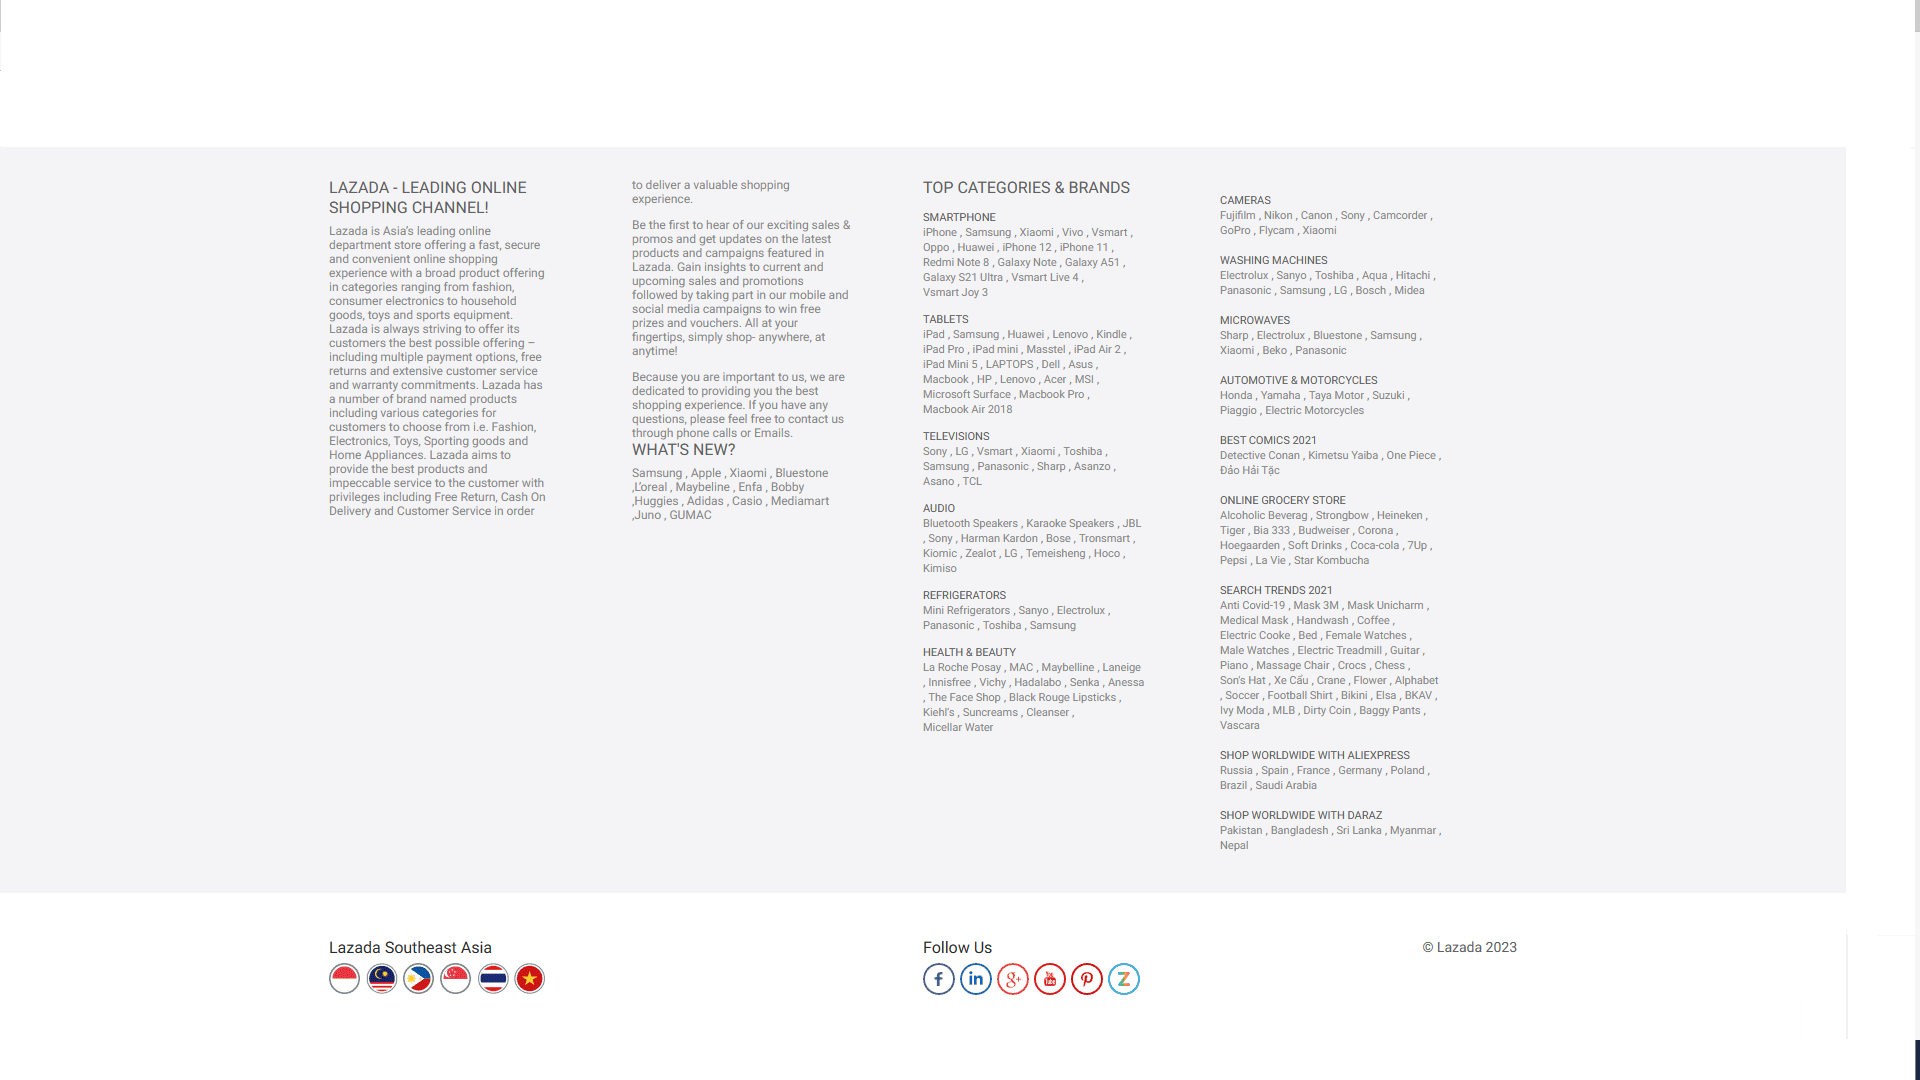 LAZADA - LEADING ONLINE
SHOPPING CHANNEL!
Lazada is Asia’s leading online
department store offering a fast, secure
and convenient online shopping
experience with a broad product offering
in categories ranging from fashion,
consumer electronics to household
goods, toys and sports equipment.
Lazada is always striving to offer its
customers the best possible offering –
including multiple payment options, free
returns and extensive customer service
and warranty commitments. Lazada has
a number of brand named products
including various categories for
customers to choose from i.e. Fashion,
Electronics, Toys, Sporting goods and
Home Appliances. Lazada aims to
provide the best products and
impeccable service to the customer with
privileges including Free Return, Cash On
Delivery and Customer Service in order
to deliver a valuable shopping
experience.
Be the first to hear of our exciting sales &
promos and get updates on the latest
products and campaigns featured in
Lazada. Gain insights to current and
upcoming sales and promotions
followed by taking part in our mobile and
social media campaigns to win free
prizes and vouchers. All at your
fingertips, simply shop- anywhere, at
anytime!
Because you are important to us, we are
dedicated to providing you the best
shopping experience. If you have any
questions, please feel free to contact us
through phone calls or Emails.
WHAT'S NEW?
Samsung , Apple , Xiaomi , Bluestone
,L’oreal , Maybeline , Enfa , Bobby
,Huggies , Adidas , Casio , Mediamart
,Juno , GUMAC
TOP CATEGORIES & BRANDS
SMARTPHONE
iPhone , Samsung , Xiaomi , Vivo , Vsmart ,
Oppo , Huawei , iPhone 12 , iPhone 11 ,
Redmi Note 8 , Galaxy Note , Galaxy A51 ,
Galaxy S21 Ultra , Vsmart Live 4 ,
Vsmart Joy 3
TABLETS
iPad , Samsung , Huawei , Lenovo , Kindle ,
iPad Pro , iPad mini , Masstel , iPad Air 2 ,
iPad Mini 5 , LAPTOPS , Dell , Asus ,
Macbook , HP , Lenovo , Acer , MSI ,
Microsoft Surface , Macbook Pro ,
Macbook Air 2018
TELEVISIONS
Sony , LG , Vsmart , Xiaomi , Toshiba ,
Samsung , Panasonic , Sharp , Asanzo ,
Asano , TCL
AUDIO
Bluetooth Speakers , Karaoke Speakers , JBL
, Sony , Harman Kardon , Bose , Tronsmart ,
Kiomic , Zealot , LG , Temeisheng , Hoco ,
Kimiso
REFRIGERATORS
Mini Refrigerators , Sanyo , Electrolux ,
Panasonic , Toshiba , Samsung
HEALTH & BEAUTY
La Roche Posay , MAC , Maybelline , Laneige
, Innisfree , Vichy , Hadalabo , Senka , Anessa
, The Face Shop , Black Rouge Lipsticks ,
Kiehl's , Suncreams , Cleanser ,
Micellar Water
CAMERAS
Fujifilm , Nikon , Canon , Sony , Camcorder ,
GoPro , Flycam , Xiaomi
WASHING MACHINES
Electrolux , Sanyo , Toshiba , Aqua , Hitachi ,
Panasonic , Samsung , LG , Bosch , Midea
MICROWAVES
Sharp , Electrolux , Bluestone , Samsung ,
Xiaomi , Beko , Panasonic
AUTOMOTIVE & MOTORCYCLES
Honda , Yamaha , Taya Motor , Suzuki ,
Piaggio , Electric Motorcycles
BEST COMICS 2021
Detective Conan , Kimetsu Yaiba , One Piece ,
Đảo Hải Tặc
ONLINE GROCERY STORE
Alcoholic Beverag , Strongbow , Heineken ,
Tiger , Bia 333 , Budweiser , Corona ,
Hoegaarden , Soft Drinks , Coca-cola , 7Up ,
Pepsi , La Vie , Star Kombucha
SEARCH TRENDS 2021
Anti Covid-19 , Mask 3M , Mask Unicharm ,
Medical Mask , Handwash , Coffee ,
Electric Cooke , Bed , Female Watches ,
Male Watches , Electric Treadmill , Guitar ,
Piano , Massage Chair , Crocs , Chess ,
Son's Hat , Xe Cẩu , Crane , Flower , Alphabet
, Soccer , Football Shirt , Bikini , Elsa , BKAV ,
Ivy Moda , MLB , Dirty Coin , Baggy Pants ,
Vascara
SHOP WORLDWIDE WITH ALIEXPRESS
Russia , Spain , France , Germany , Poland ,
Brazil , Saudi Arabia
SHOP WORLDWIDE WITH DARAZ
Pakistan , Bangladesh , Sri Lanka , Myanmar ,
Nepal
Lazada Southeast Asia
Follow Us
© Lazada 2023